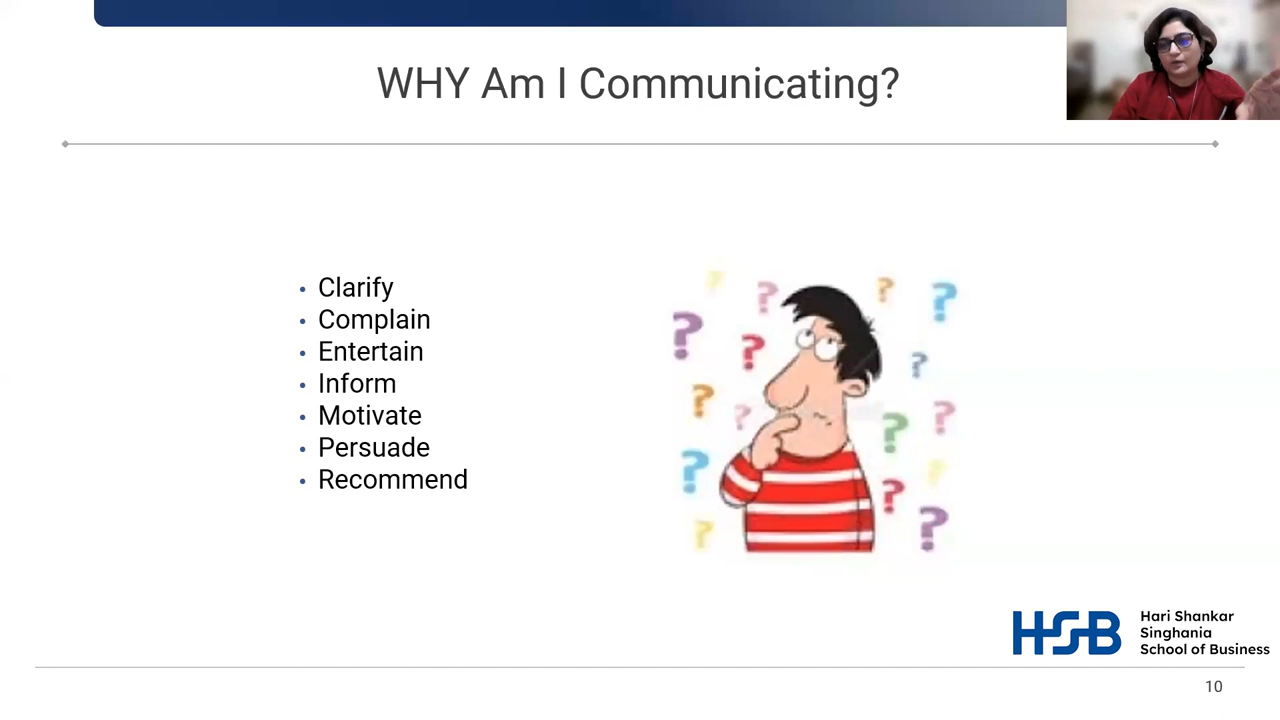 WHY Am I Communicating?
• Clarify
• Complain
• Entertain
• Inform
• Motivate
• Persuade
• Recommend
HSB
Hari Shankar
Singhania
School of Business
10